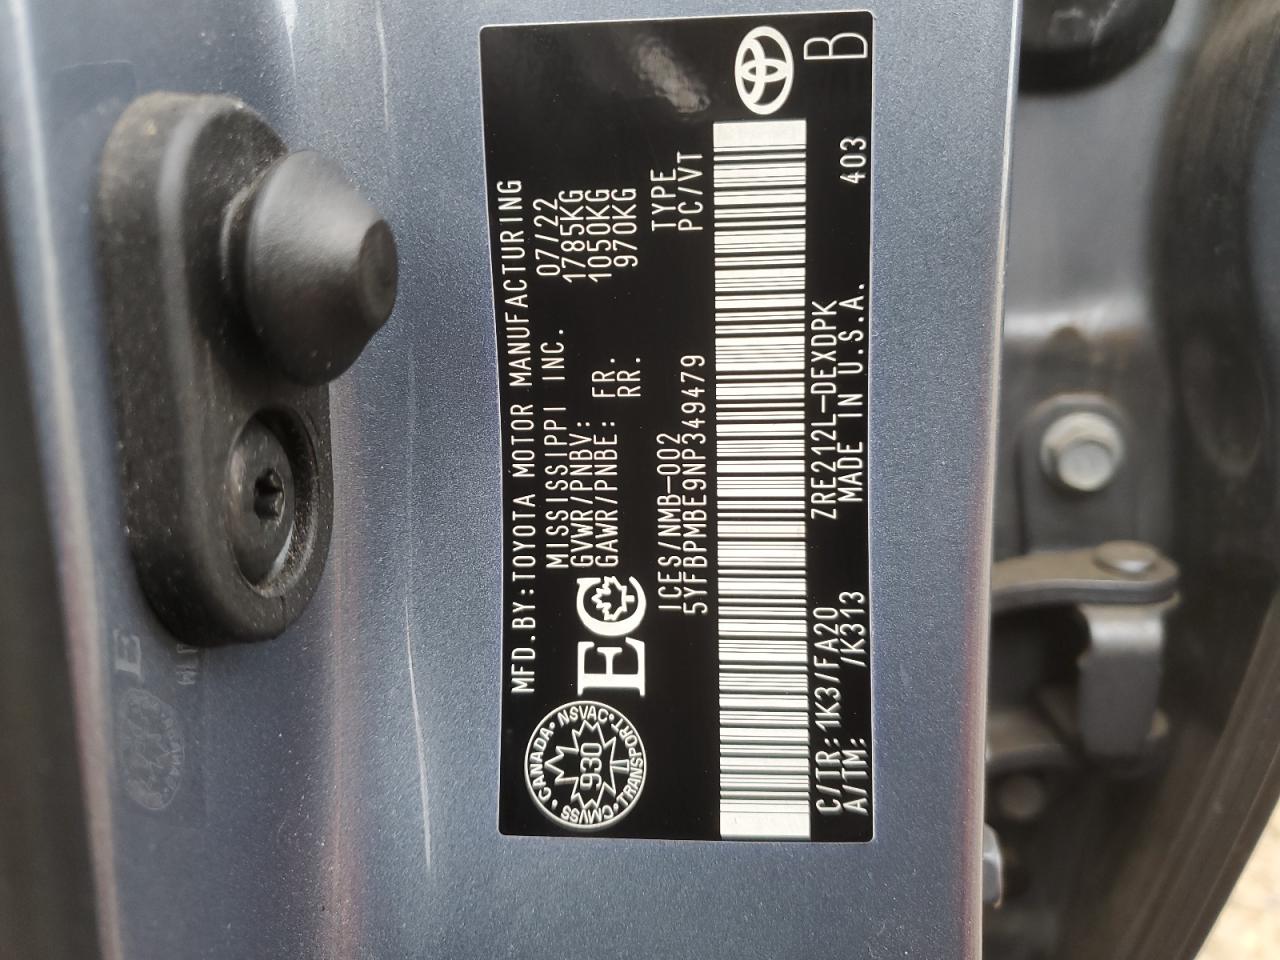 MFD.BY:TOYOTA MOTOR MANUFACTURING
MISSISSIPPI INC. 07/22
GVWR/PNBV: 1785KG
GAWR/PNBE: FR. 1050KG
RR. 970KG
EC
CANADA • NSVAC • TRANSPORT • CMVSS •
930
ICES/NMB-002 TYPE
5YFBPMBE9NP349479 PC/VT
C/TR:1K3/FA20 ZRE212L-DEXDPK
A/TM: /K313 MADE IN U.S.A. 403
B